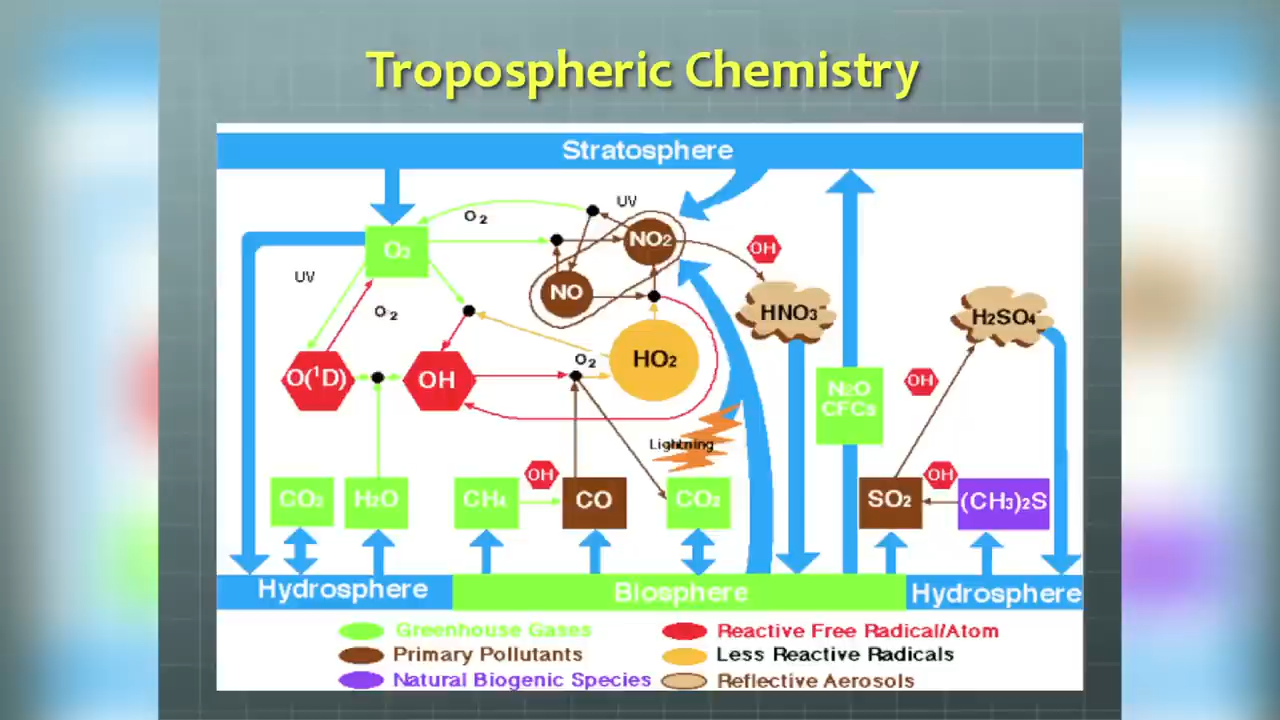 Tropospheric Chemistry
Stratosphere
UV
O2
NO2
O3
OH
UV
NO
HNO3
H2SO4
O2
O2
HO2
O(¹D)
OH
OH
N2O
CFCs
Lightning
OH
OH
CO2
H2O
CH4
CO
CO2
SO2
(CH3)2S
Hydrosphere
Biosphere
Hydrosphere
Greenhouse Gases
Reactive Free Radical/Atom
Primary Pollutants
Less Reactive Radicals
Natural Biogenic Species
Reflective Aerosols